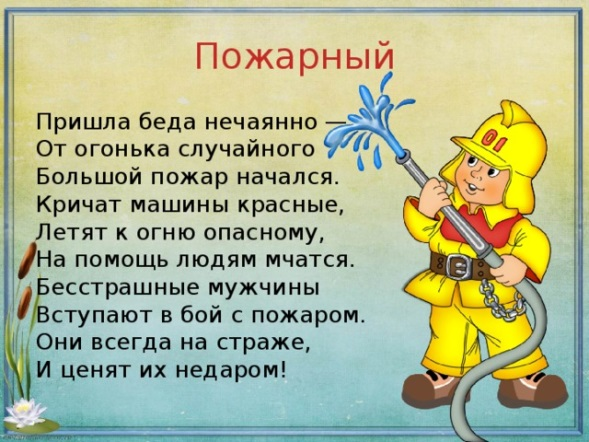 Пожарный
Пришла беда нечаянно —
От огонька случайного
Большой пожар начался.
Кричат машины красные,
Летят к огню опасному,
На помощь людям мчатся.
Бесстрашные мужчины
Вступают в бой с пожаром.
Они всегда на страже,
И ценят их недаром!
01